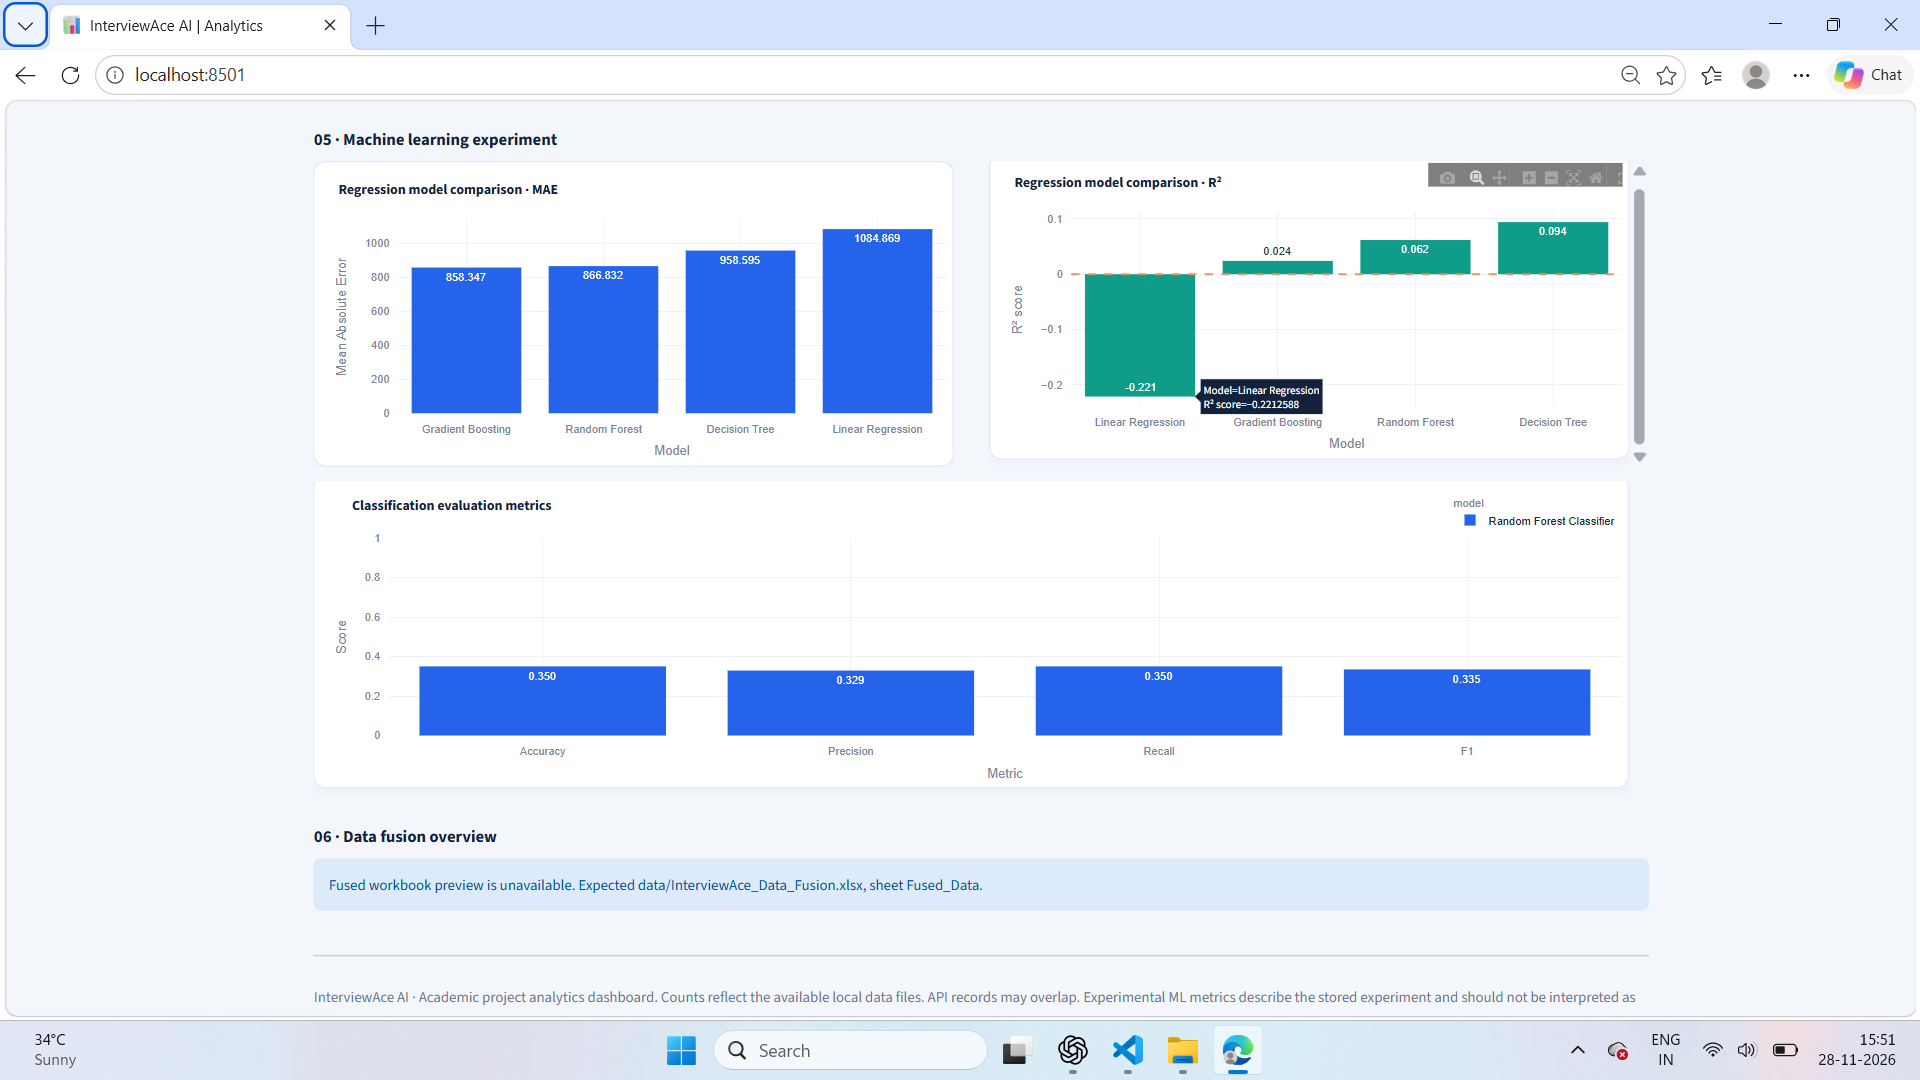 InterviewAce AI | Analytics
localhost:8501
Chat
05 · Machine learning experiment
Regression model comparison · MAE
Mean Absolute Error
1000
800
600
400
200
0
858.347
866.832
958.595
1084.869
Gradient Boosting
Random Forest
Decision Tree
Linear Regression
Model
Regression model comparison · R²
R² score
0.1
0
−0.1
−0.2
-0.221
0.024
0.062
0.094
Model=Linear Regression
R² score=−0.2212588
Linear Regression
Gradient Boosting
Random Forest
Decision Tree
Model
Classification evaluation metrics
model
Random Forest Classifier
Score
1
0.8
0.6
0.4
0.2
0
0.350
0.329
0.350
0.335
Accuracy
Precision
Recall
F1
Metric
06 · Data fusion overview
Fused workbook preview is unavailable. Expected data/InterviewAce_Data_Fusion.xlsx, sheet Fused_Data.
InterviewAce AI · Academic project analytics dashboard. Counts reflect the available local data files. API records may overlap. Experimental ML metrics describe the stored experiment and should not be interpreted as
34°C
Sunny
Search
ENG
IN
15:51
28-11-2026